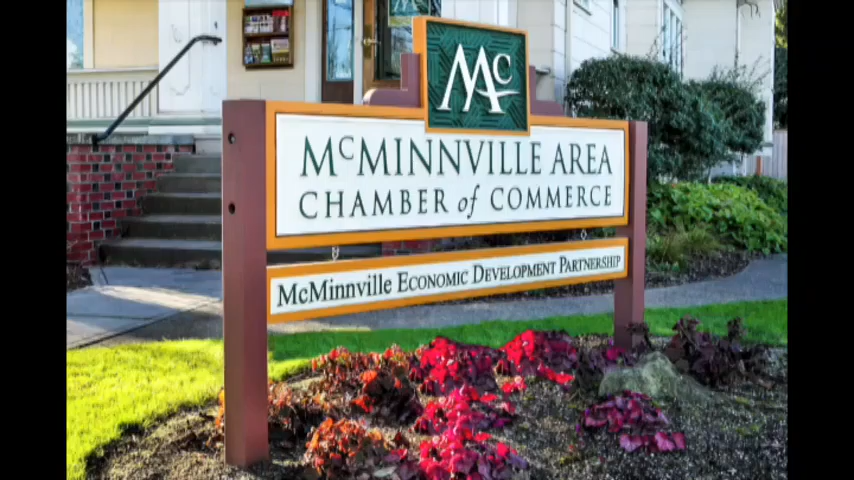 Mc
McMINNVILLE AREA
CHAMBER of COMMERCE
McMinnville Economic Development Partnership